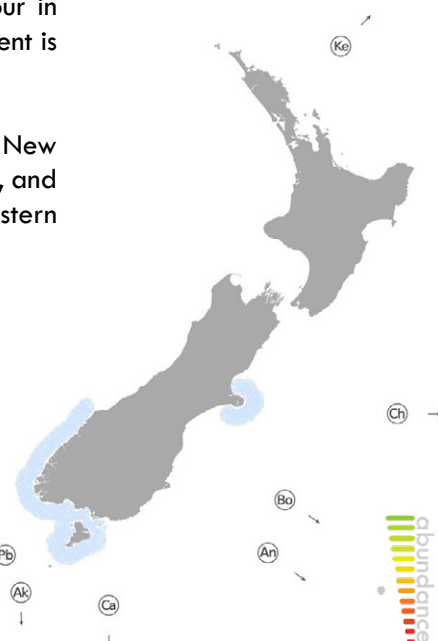 our in
ent is
New
, and
stern
Ke
Ch
Bo
An
Pb
Ak
Ca
abundance